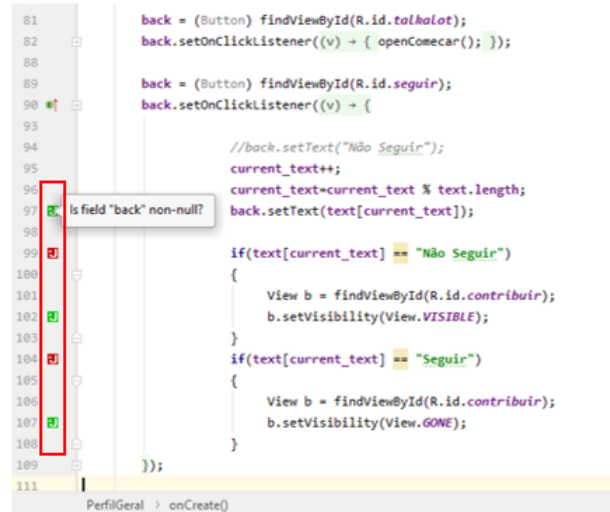 81 back = (Button) findViewById(R.id.talkalot);
82 back.setOnClickListener((v) → { openComecar(); });
88
89 back = (Button) findViewById(R.id.seguir);
90 back.setOnClickListener((v) → {
93
94 //back.setText("Não Seguir");
95 current_text++;
96 current_text=current_text % text.length;
97 Is field "back" non-null? back.setText(text[current_text]);
98
99 if(text[current_text] == "Não Seguir")
100 {
101 View b = findViewById(R.id.contribuir);
102 b.setVisibility(View.VISIBLE);
103 }
104 if(text[current_text] == "Seguir")
105 {
106 View b = findViewById(R.id.contribuir);
107 b.setVisibility(View.GONE);
108 }
109 });
111
PerfilGeral > onCreate()